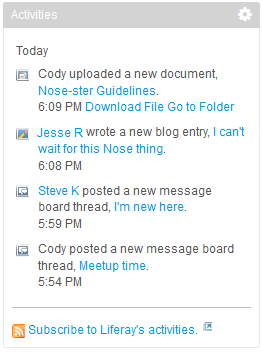 Activities
Today
Cody uploaded a new document,
Nose-ster Guidelines.
6:09 PM Download File Go to Folder
Jesse R wrote a new blog entry, I can't
wait for this Nose thing.
6:08 PM
Steve K posted a new message
board thread, I'm new here.
5:59 PM
Cody posted a new message board
thread, Meetup time.
5:54 PM
Subscribe to Liferay's activities.